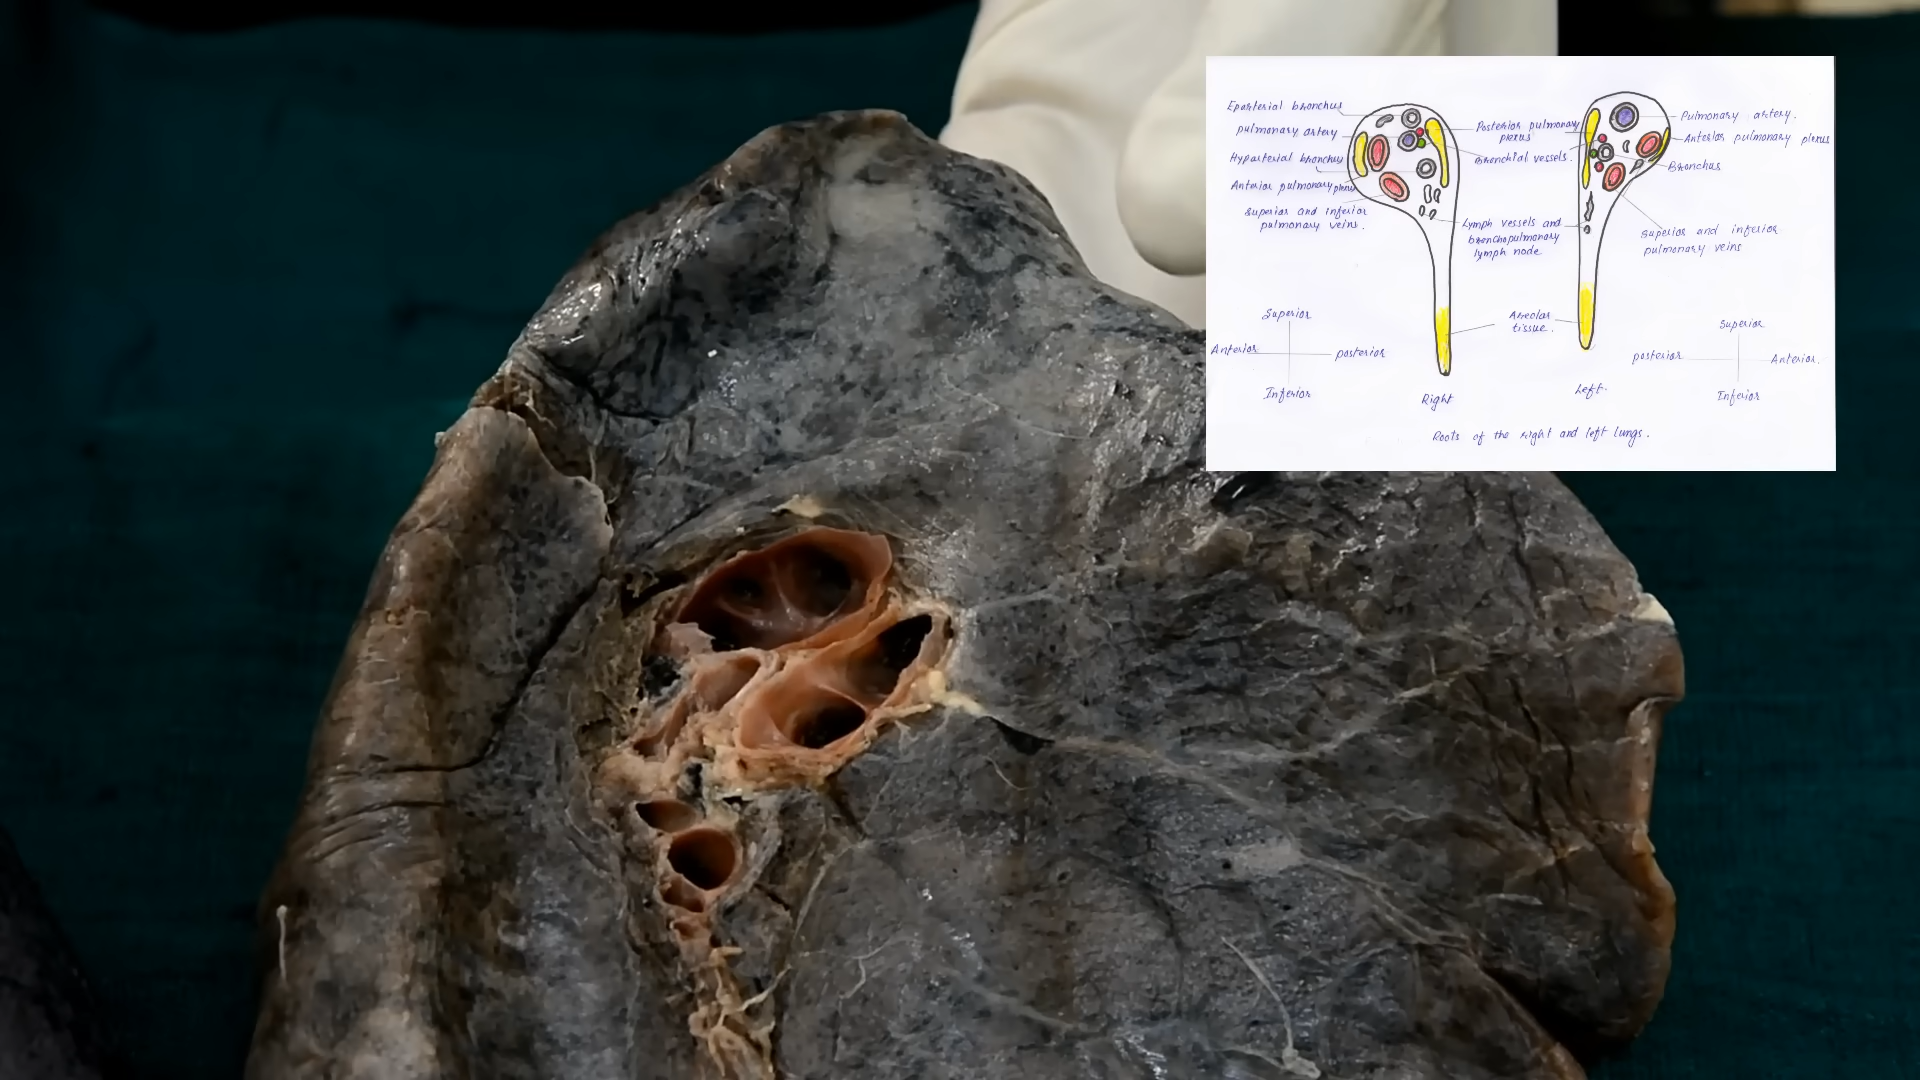 Eparterial bronchus
pulmonary artery
Hyparterial bronchus
Anterior pulmonary plexus
Superior and inferior
pulmonary veins.
Posterior pulmonary
plexus
Bronchial vessels.
Lymph vessels and
bronchopulmonary
lymph node.
Areolar
tissue.
Pulmonary artery.
Anterior pulmonary plexus
Bronchus
Superior and inferior
pulmonary veins
Superior
Anterior
posterior
Inferior
Right
Left.
Superior
posterior
Anterior.
Inferior
Roots of the right and left lungs.